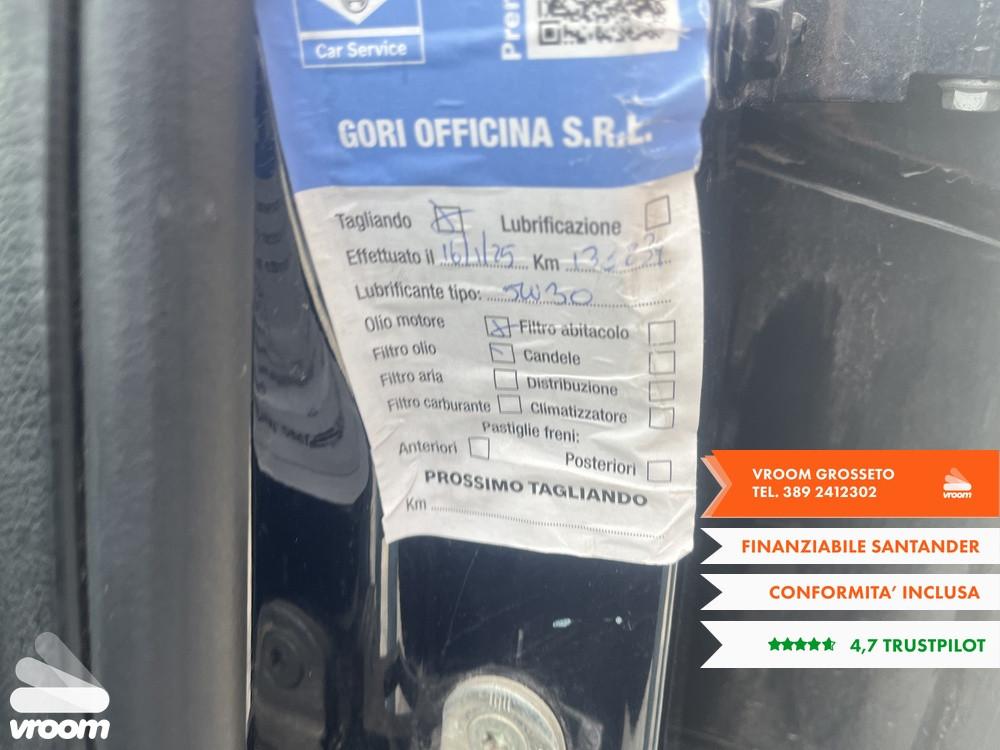 Car Service
Pren
GORI OFFICINA S.R.L.
Tagliando Lubrificazione
Effettuato il 16/1/25 Km
Lubrificante tipo: 5W30
Olio motore Filtro abitacolo
Filtro olio Candele
Filtro aria Distribuzione
Filtro carburante Climatizzatore
Pastiglie freni:
Anteriori Posteriori
PROSSIMO TAGLIANDO
Km
VROOM GROSSETO
TEL. 389 2412302
vroom
FINANZIABILE SANTANDER
CONFORMITA' INCLUSA
4,7 TRUSTPILOT
vroom